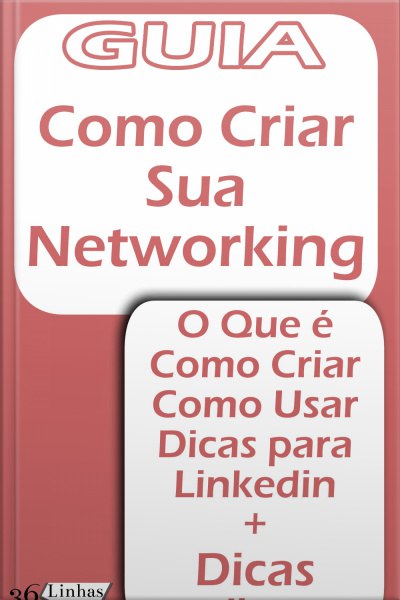 GUIA
Como Criar
Sua
Networking
O Que é
Como Criar
Como Usar
Dicas para
Linkedin
+
Dicas
36 Linhas